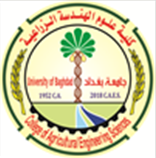 كلية علوم الهندسة الزراعية
University of Baghdad جامعة بغداد
1952 C.A. 2018 C.A.E.S.
College of Agricultural Engineering Sciences